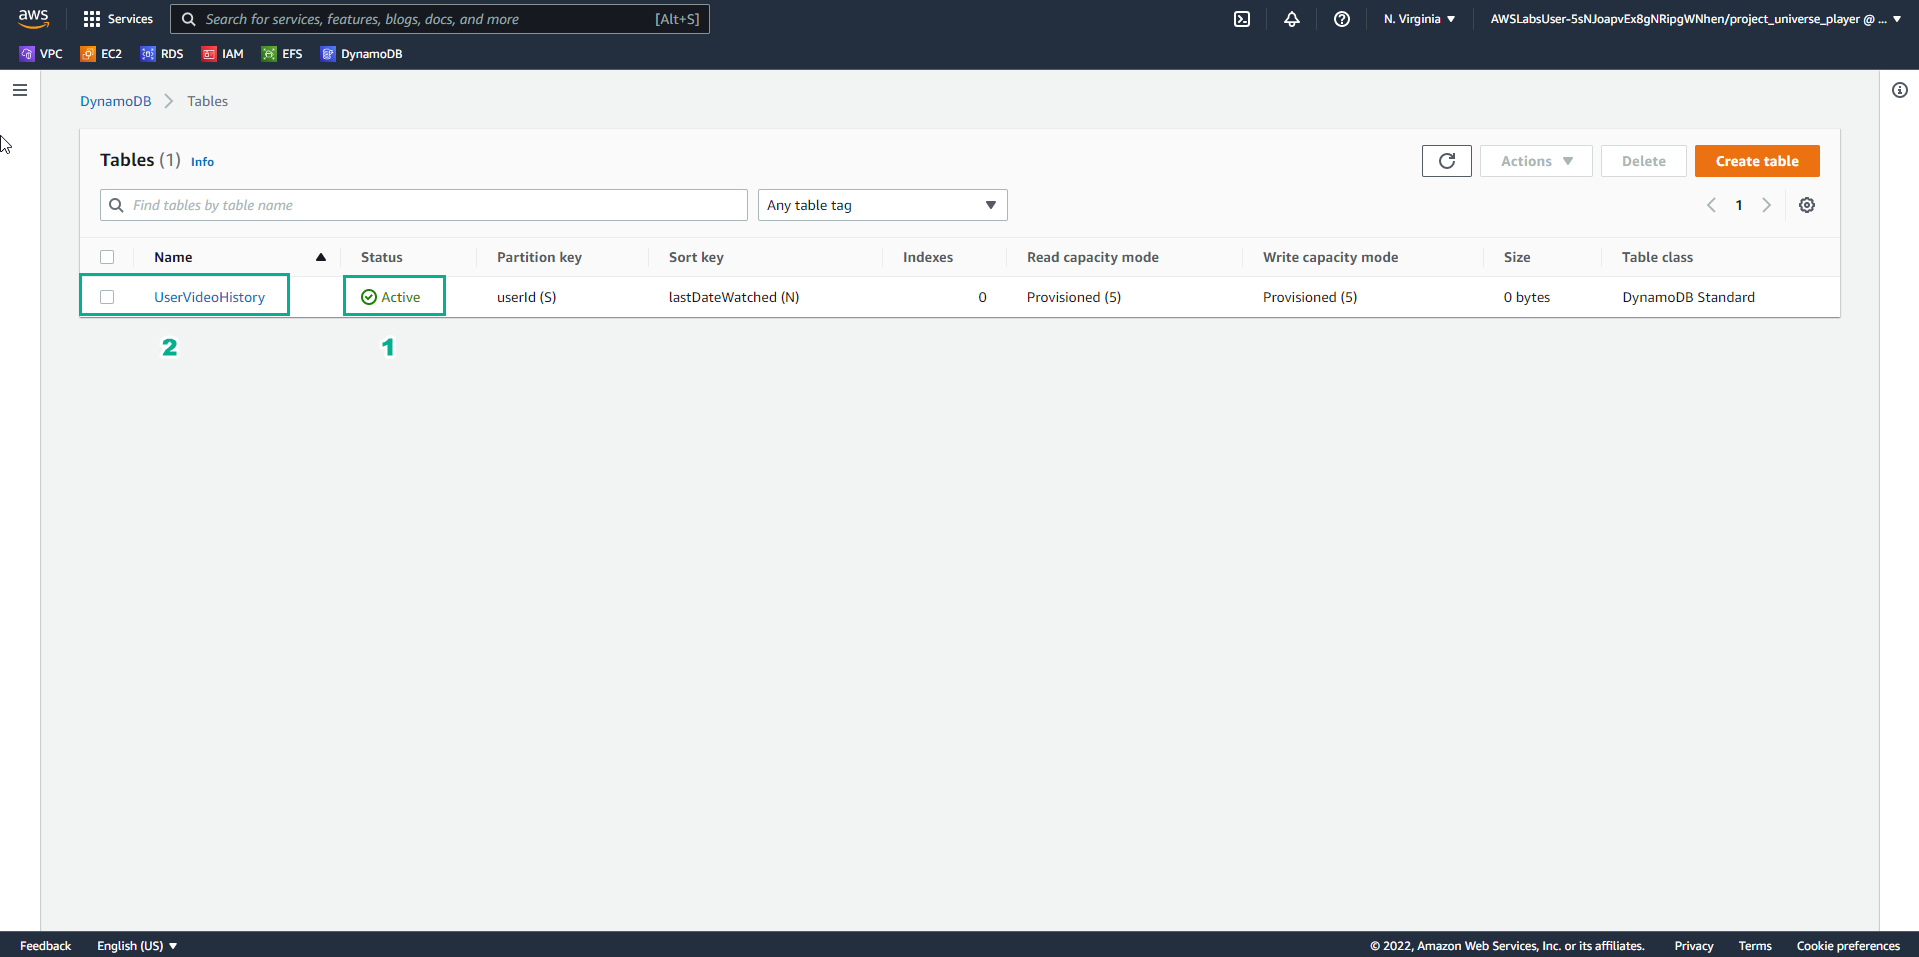 aws
Services
Search for services, features, blogs, docs, and more [Alt+S]
N. Virginia ▼
AWSLabsUser-5sNJoapvEx8gNRipgWNhen/project_universe_player @ ... ▼
VPC EC2 RDS IAM EFS DynamoDB
DynamoDB > Tables
Tables (1) Info
Actions ▼ Delete Create table
Find tables by table name Any table tag ▼ < 1 >
Name ▲ Status Partition key Sort key Indexes Read capacity mode Write capacity mode Size Table class
UserVideoHistory Active userId (S) lastDateWatched (N) 0 Provisioned (5) Provisioned (5) 0 bytes DynamoDB Standard
2 1
Feedback English (US) ▼ © 2022, Amazon Web Services, Inc. or its affiliates. Privacy Terms Cookie preferences